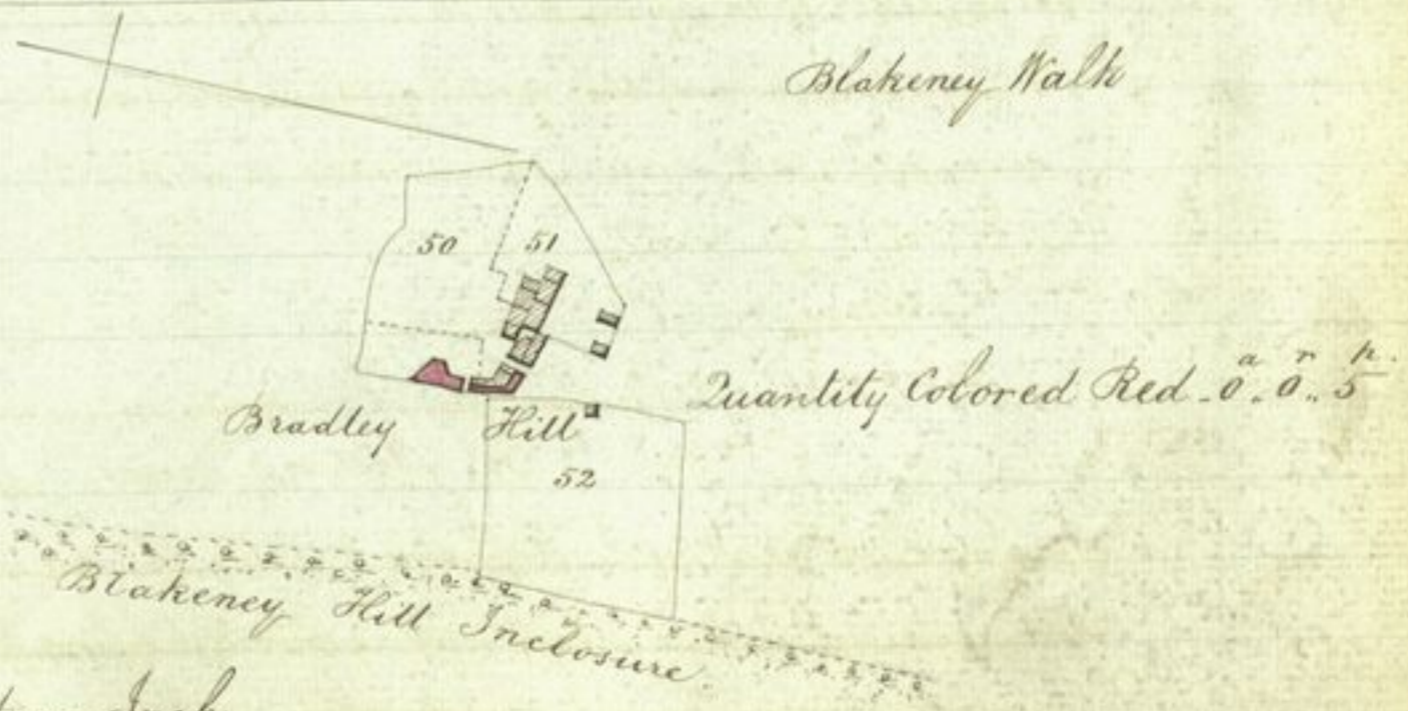 Blakeney Walk
50
51
a r p.
Quantity Colored Red - 0 .. 0 .. 5
Bradley Hill
52
Blakeney Hill Inclosure